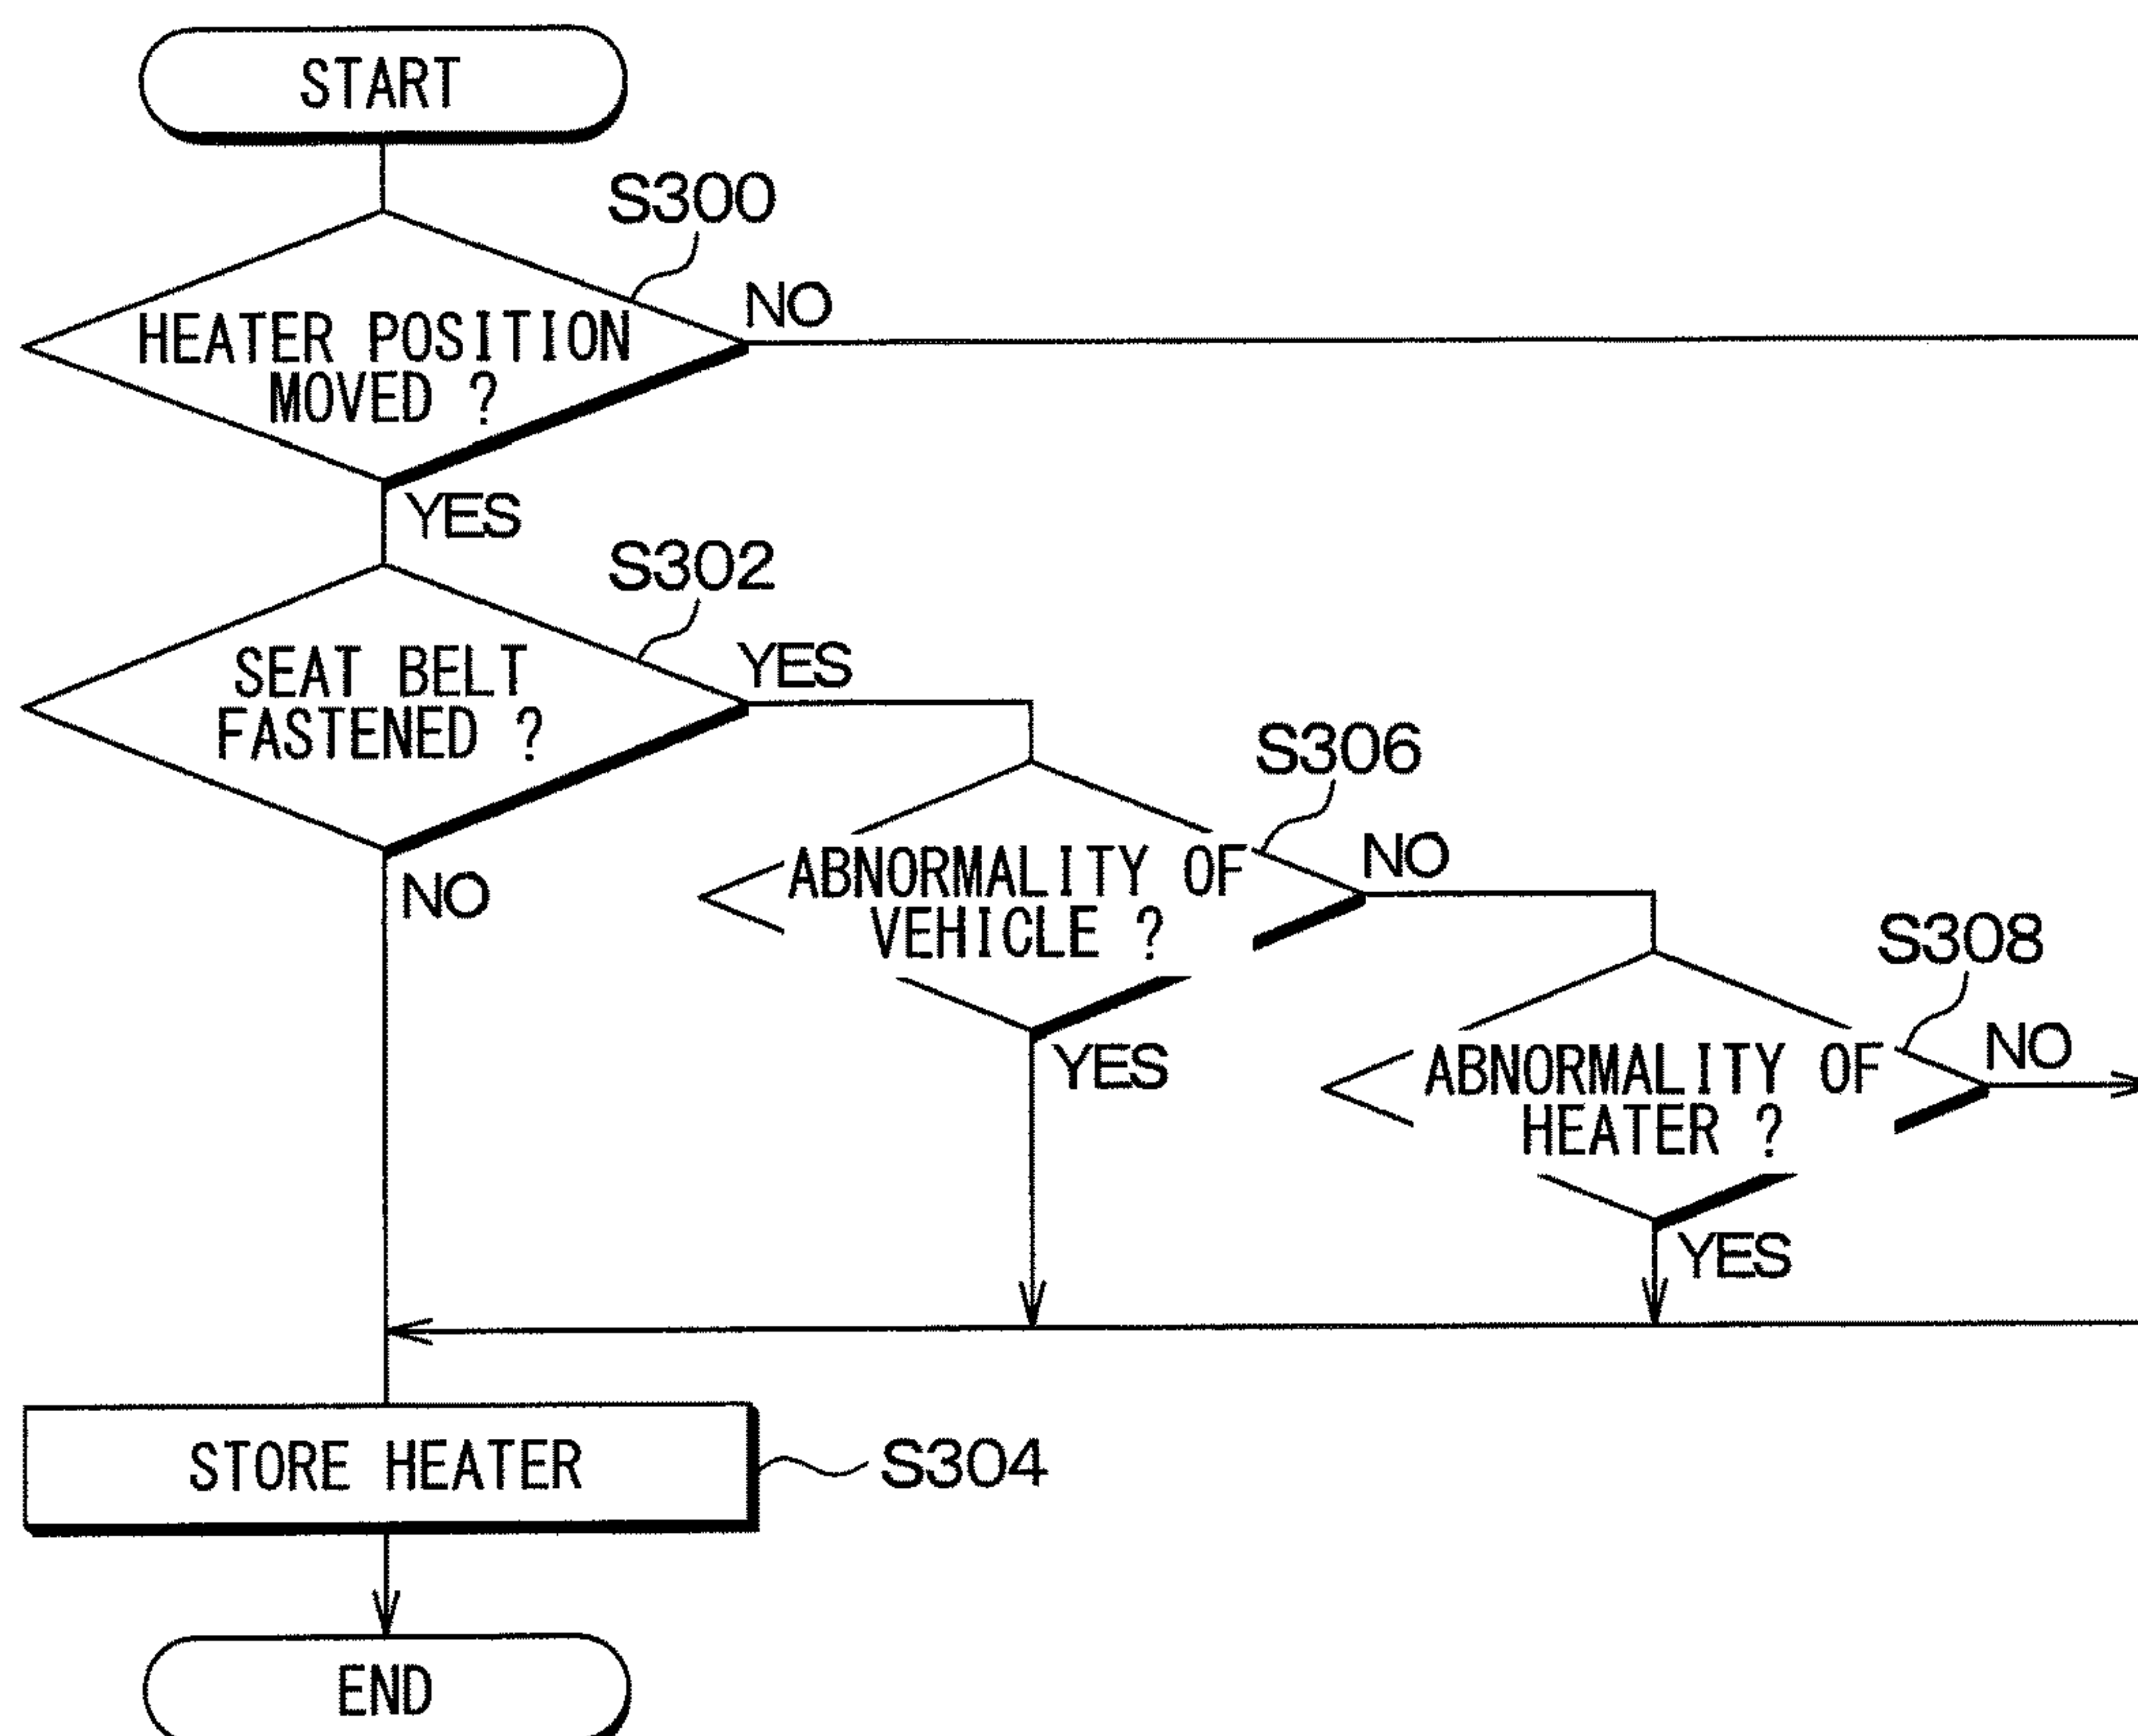 START
S300
NO
HEATER POSITION
MOVED ?
YES
S302
YES
SEAT BELT
FASTENED ?
NO
S306
NO
ABNORMALITY OF
VEHICLE ?
YES
S308
NO
ABNORMALITY OF
HEATER ?
YES
STORE HEATER
S304
END